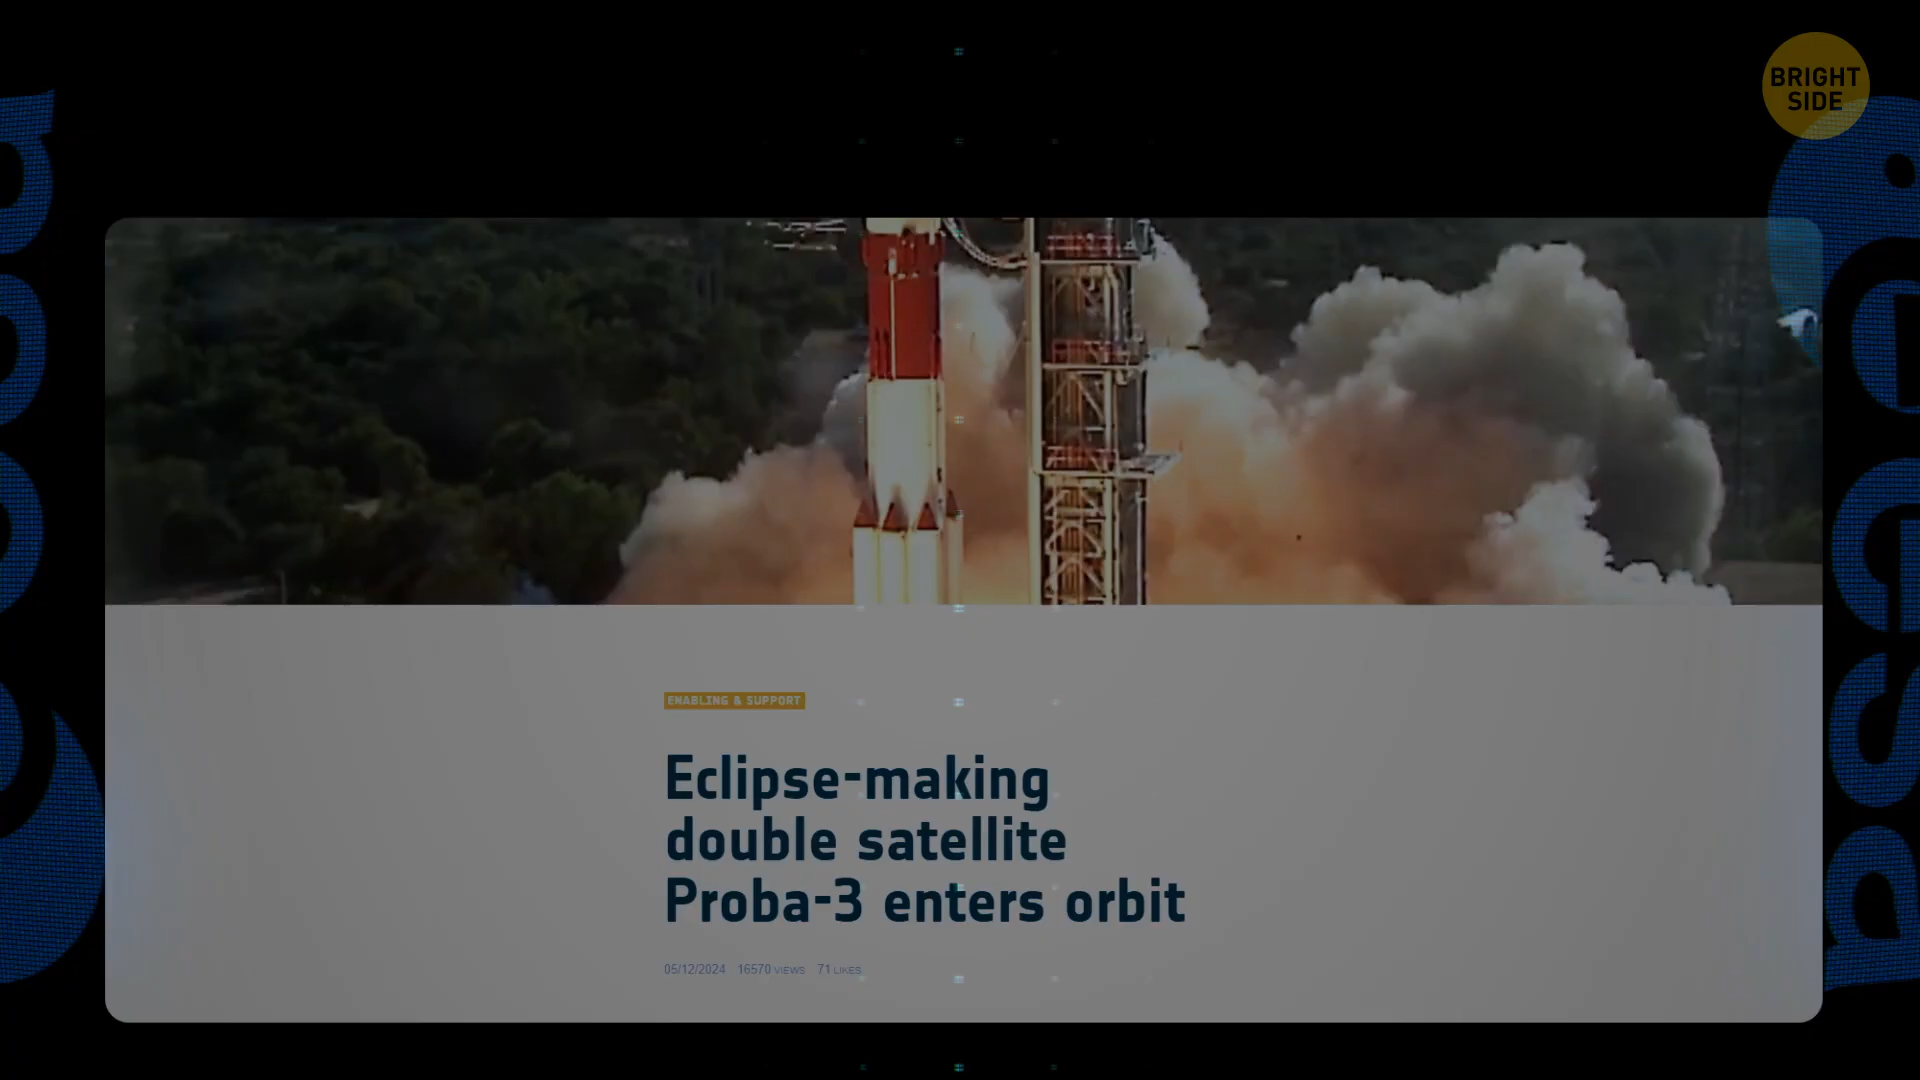 BRIGHT
SIDE
ENABLING & SUPPORT
Eclipse-making
double satellite
Proba-3 enters orbit
05/12/2024 16570 VIEWS 71 LIKES